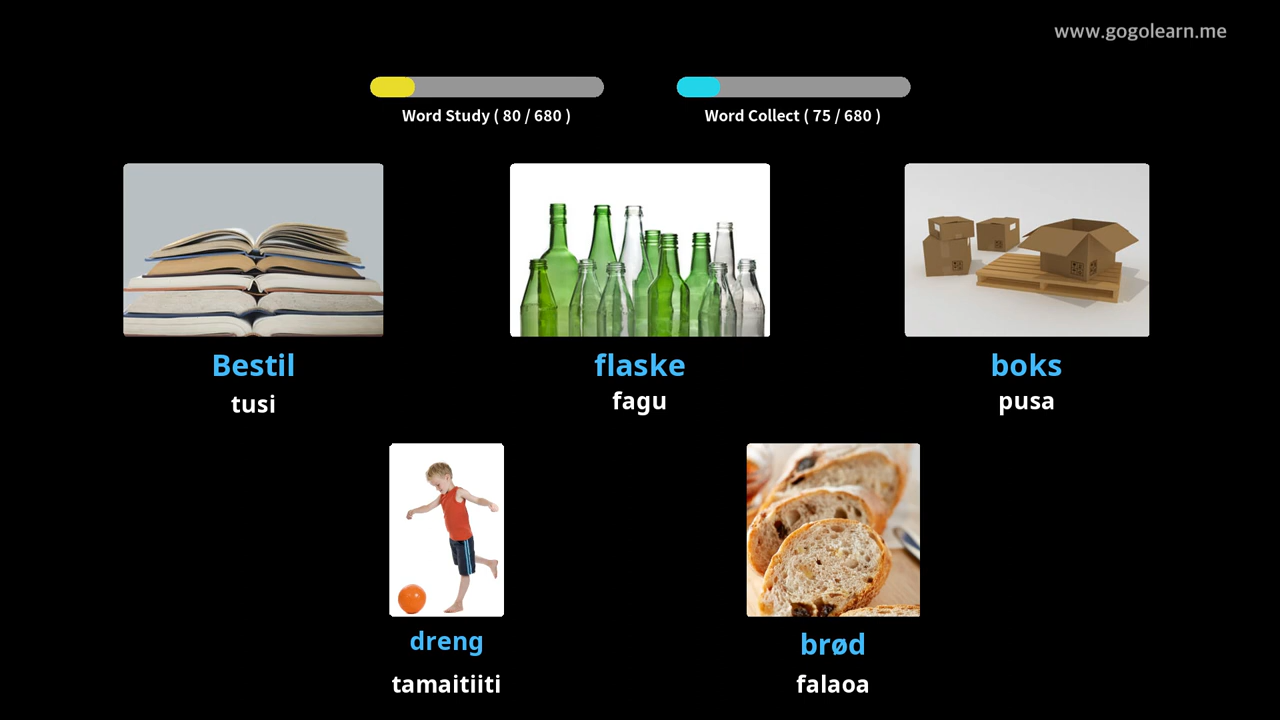 www.gogolearn.me
Word Study ( 80 / 680 )
Word Collect ( 75 / 680 )
Bestil
tusi
flaske
fagu
boks
pusa
dreng
tamaitiiti
brød
falaoa